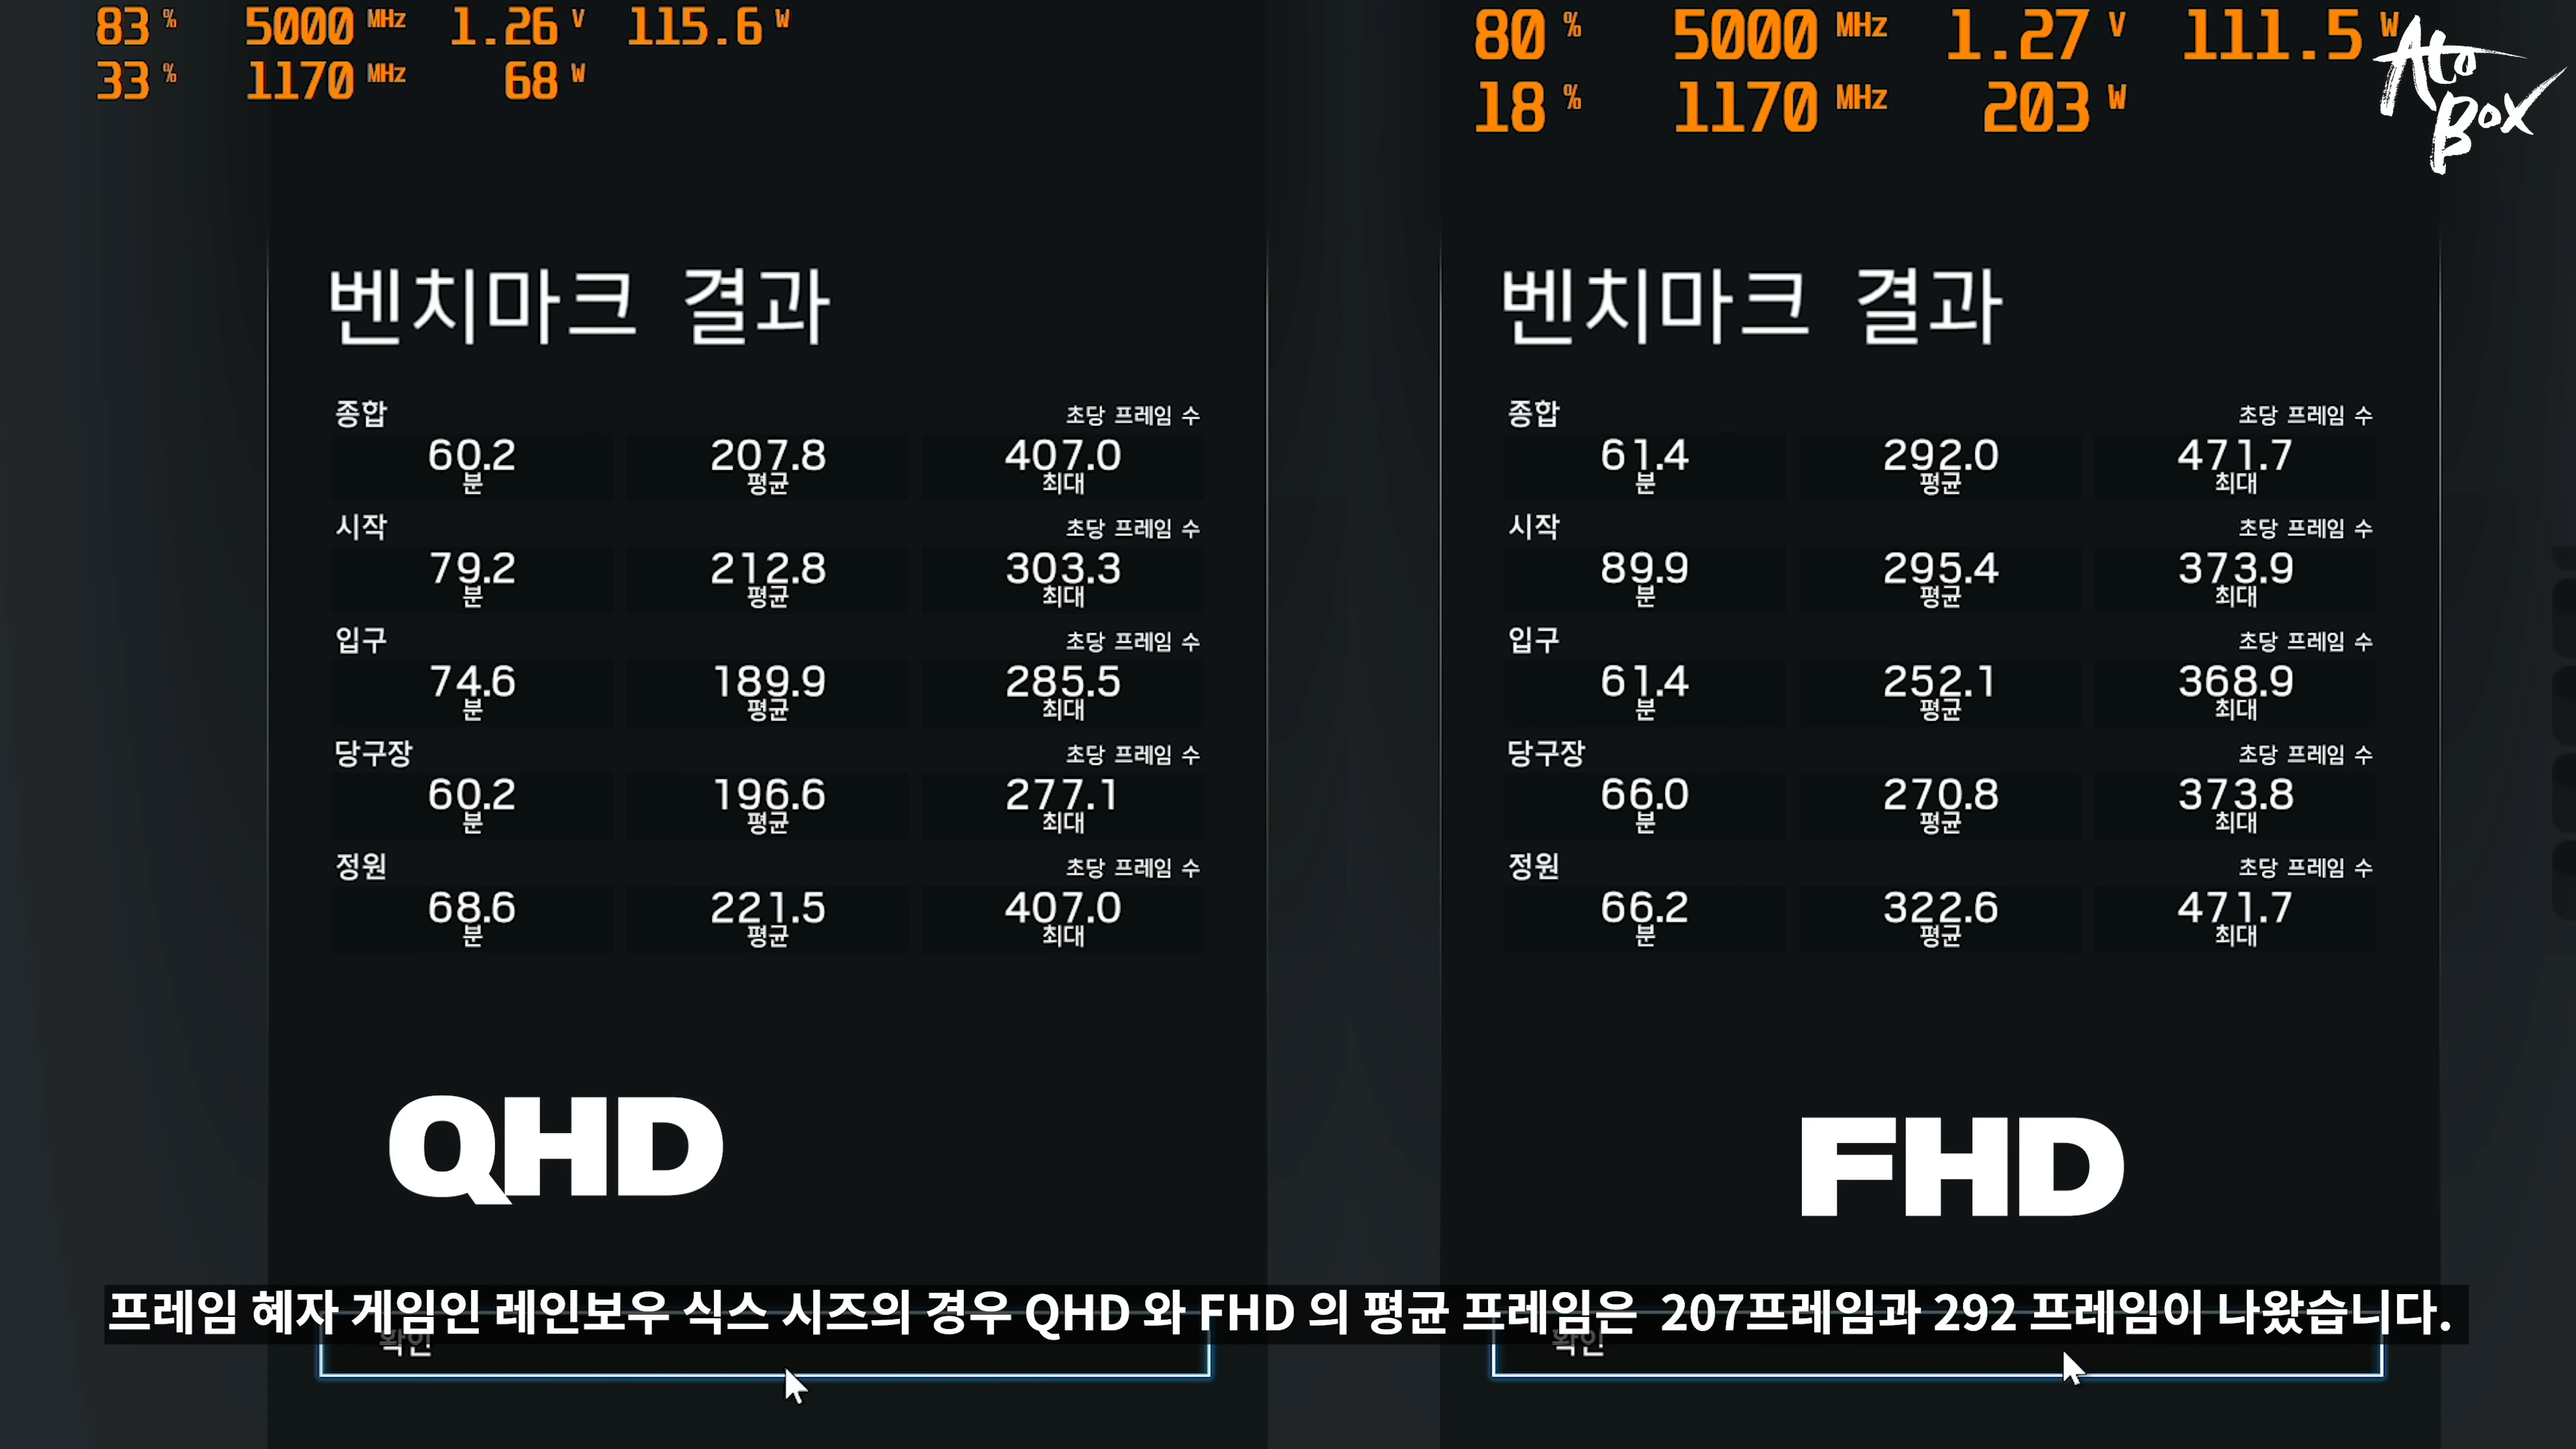 83 % 5000 MHz 1.26 V 115.6 W
33 % 1170 MHz 68 W
80 % 5000 MHz 1.27 V 111.5 W
18 % 1170 MHz 203 W
Ato
Box
벤치마크 결과
종합 초당 프레임 수
60.2 207.8 407.0
분 평균 최대
시작 초당 프레임 수
79.2 212.8 303.3
분 평균 최대
입구 초당 프레임 수
74.6 189.9 285.5
분 평균 최대
당구장 초당 프레임 수
60.2 196.6 277.1
분 평균 최대
정원 초당 프레임 수
68.6 221.5 407.0
분 평균 최대
QHD
벤치마크 결과
종합 초당 프레임 수
61.4 292.0 471.7
분 평균 최대
시작 초당 프레임 수
89.9 295.4 373.9
분 평균 최대
입구 초당 프레임 수
61.4 252.1 368.9
분 평균 최대
당구장 초당 프레임 수
66.0 270.8 373.8
분 평균 최대
정원 초당 프레임 수
66.2 322.6 471.7
분 평균 최대
FHD
프레임 혜자 게임인 레인보우 식스 시즈의 경우 QHD 와 FHD 의 평균 프레임은 207프레임과 292 프레임이 나왔습니다.
확인
확인